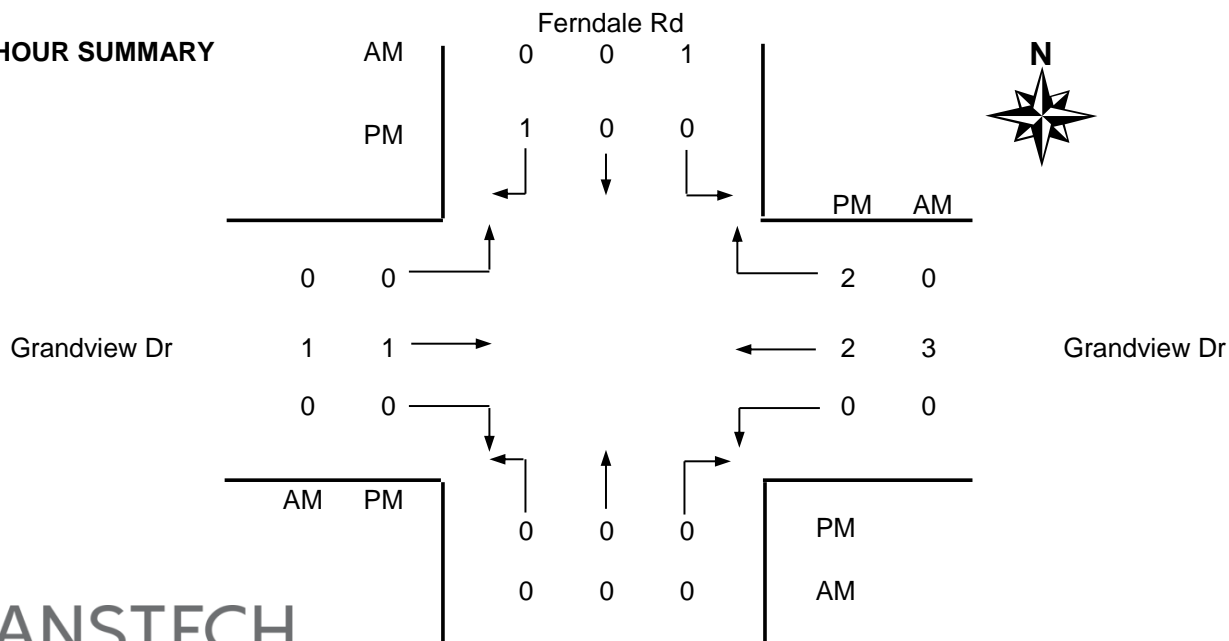 Ferndale Rd
HOUR SUMMARY AM 0 0 1 N
PM 1 0 0
PM AM
0 0 2 0
Grandview Dr 1 1 2 3 Grandview Dr
0 0 0 0
AM PM
0 0 0 PM
0 0 0 AM
ANSTECH